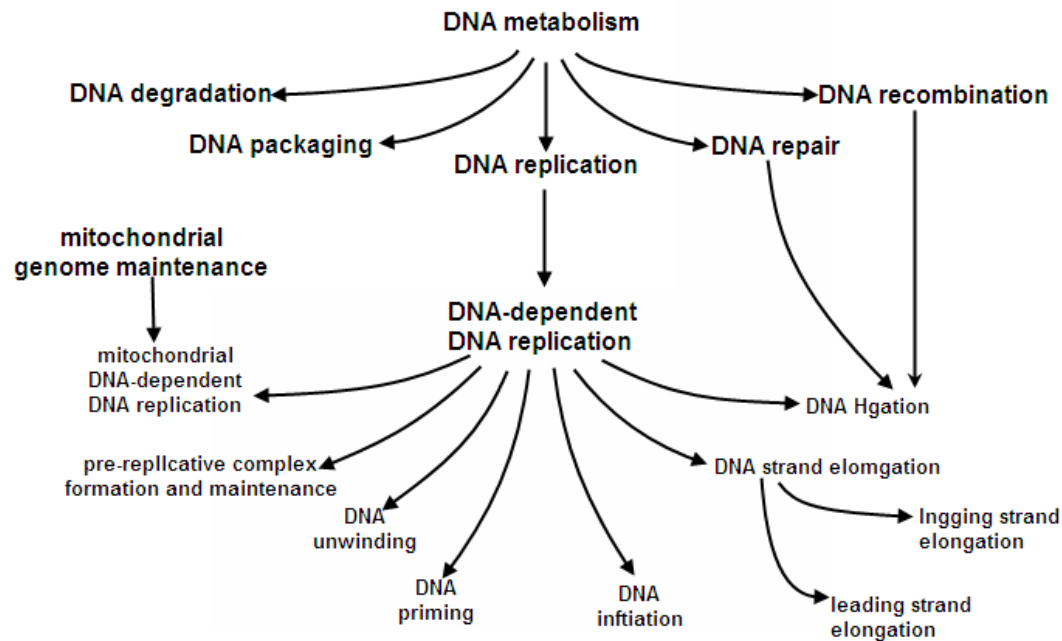 DNA metabolism
DNA degradation
DNA recombination
DNA packaging
DNA repair
DNA replication
mitochondrial
genome maintenance
DNA-dependent
DNA replication
mitochondrial
DNA-dependent
DNA replication
DNA Hgation
pre-repllcative complex
formation and maintenance
DNA strand elomgation
DNA
unwinding
Ingging strand
elongation
DNA
priming
DNA
inftiation
leading strand
elongation